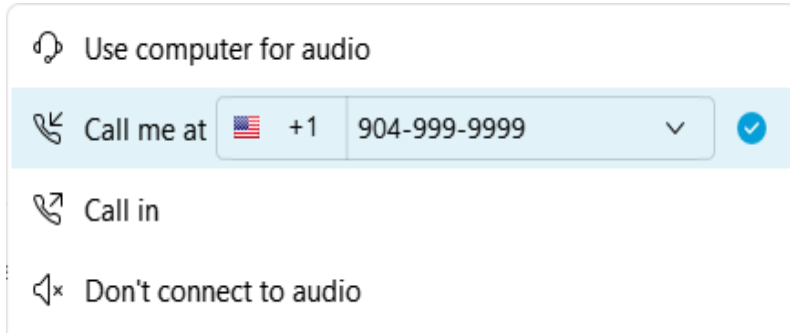 Use computer for audio
Call me at +1 904-999-9999
Call in
Don't connect to audio